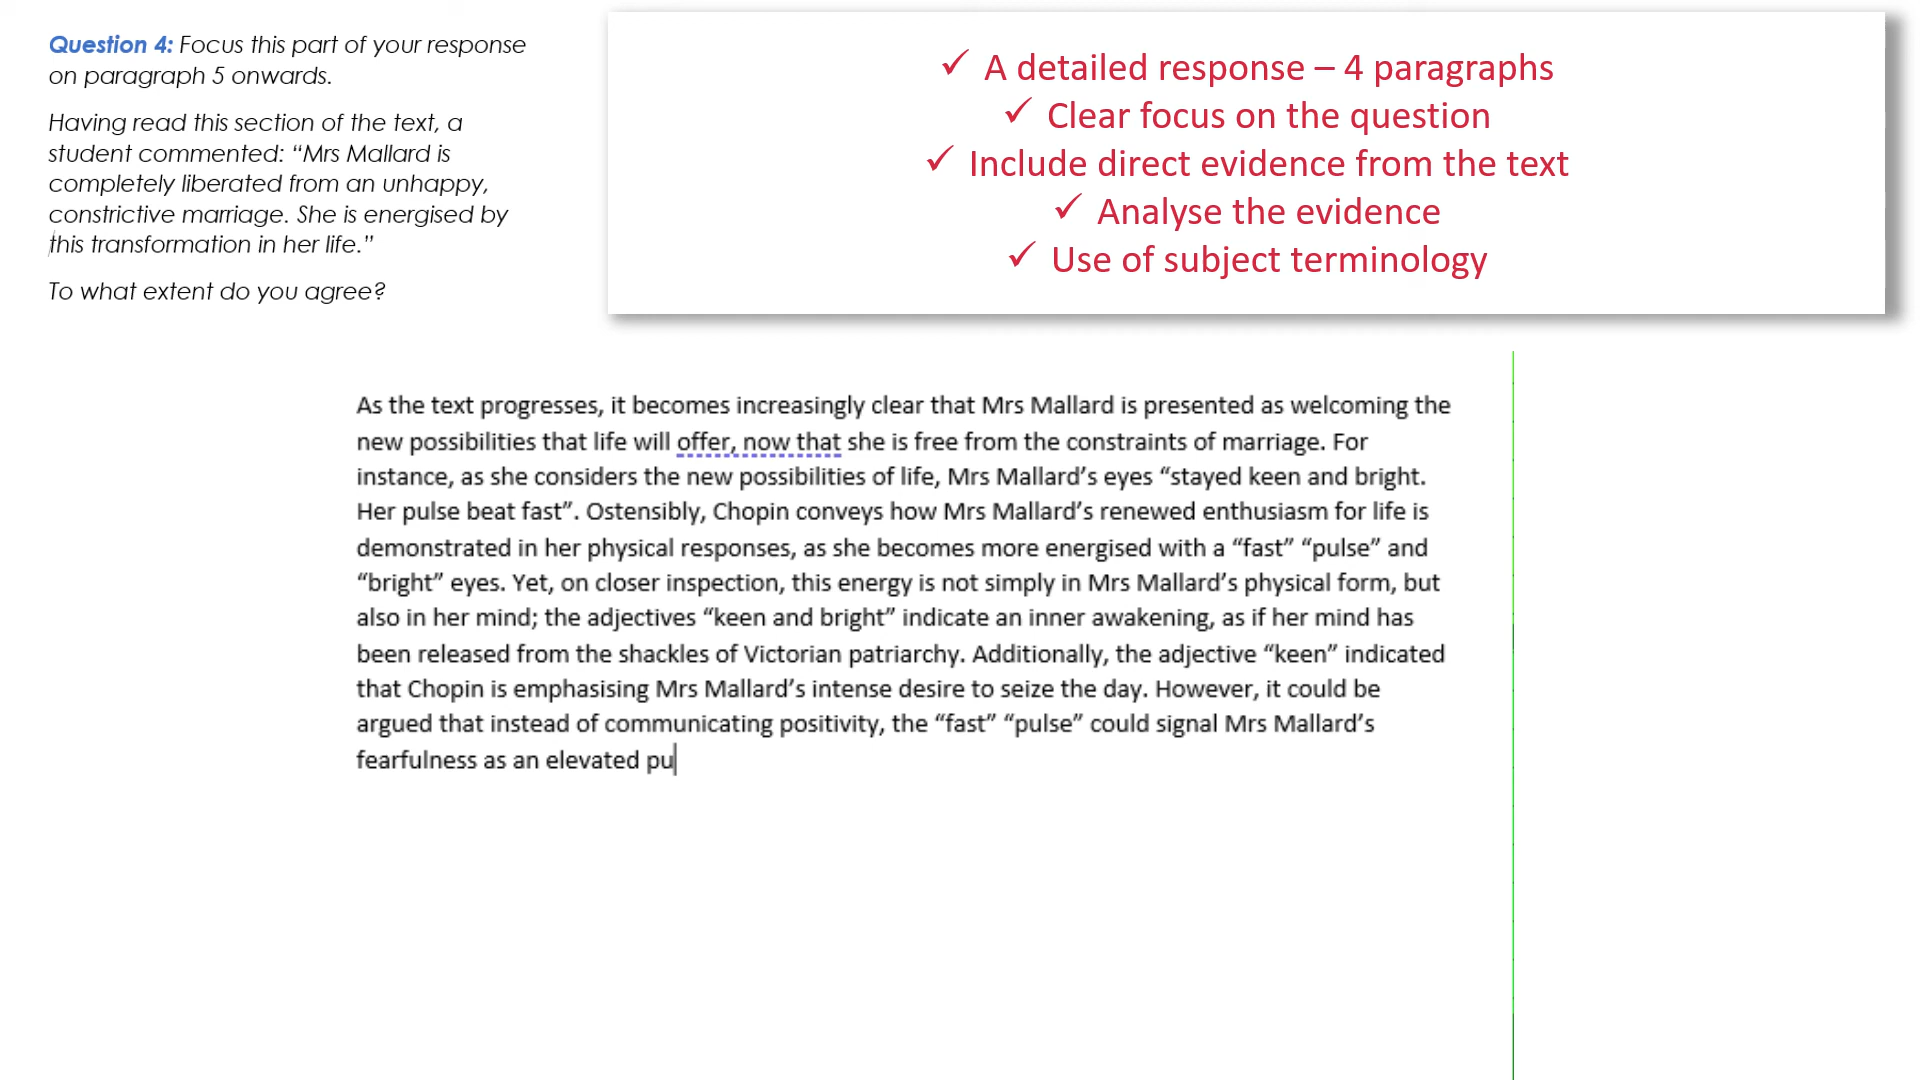 Question 4: Focus this part of your response
on paragraph 5 onwards.
Having read this section of the text, a
student commented: “Mrs Mallard is
completely liberated from an unhappy,
constrictive marriage. She is energised by
this transformation in her life.”
To what extent do you agree?
✓ A detailed response – 4 paragraphs
✓ Clear focus on the question
✓ Include direct evidence from the text
✓ Analyse the evidence
✓ Use of subject terminology
As the text progresses, it becomes increasingly clear that Mrs Mallard is presented as welcoming the
new possibilities that life will offer, now that she is free from the constraints of marriage. For
instance, as she considers the new possibilities of life, Mrs Mallard’s eyes “stayed keen and bright.
Her pulse beat fast”. Ostensibly, Chopin conveys how Mrs Mallard’s renewed enthusiasm for life is
demonstrated in her physical responses, as she becomes more energised with a “fast” “pulse” and
“bright” eyes. Yet, on closer inspection, this energy is not simply in Mrs Mallard’s physical form, but
also in her mind; the adjectives “keen and bright” indicate an inner awakening, as if her mind has
been released from the shackles of Victorian patriarchy. Additionally, the adjective “keen” indicated
that Chopin is emphasising Mrs Mallard’s intense desire to seize the day. However, it could be
argued that instead of communicating positivity, the “fast” “pulse” could signal Mrs Mallard’s
fearfulness as an elevated pu